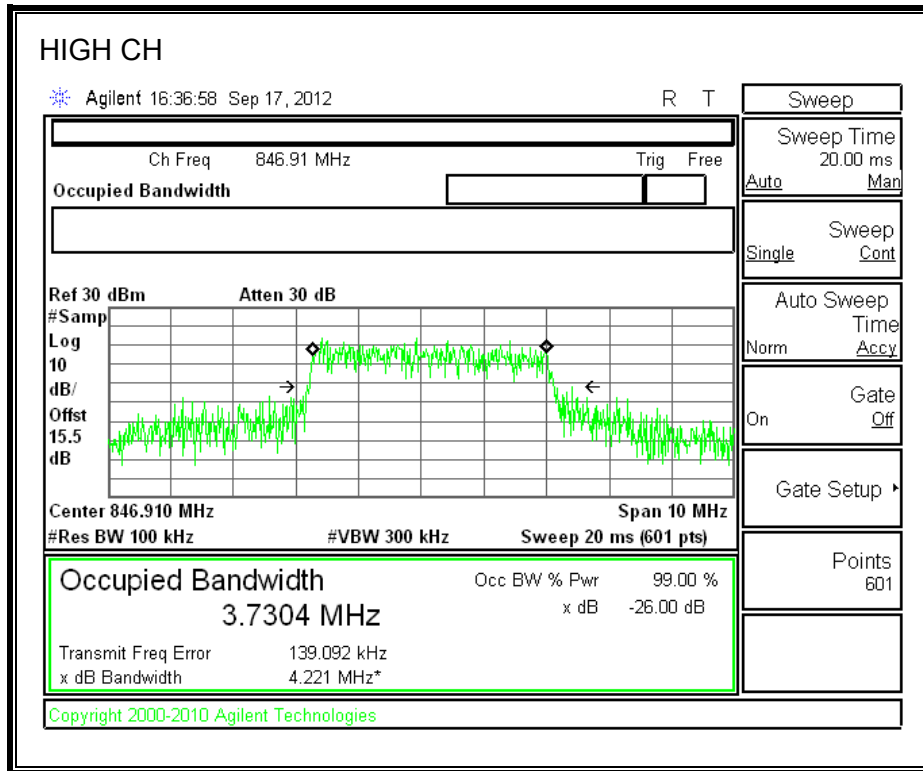 HIGH CH
Agilent 16:36:58 Sep 17, 2012 R T
Ch Freq 846.91 MHz Trig Free
Occupied Bandwidth
Ref 30 dBm Atten 30 dB
#Samp
Log
10
dB/
Offst
15.5
dB
Center 846.910 MHz Span 10 MHz
#Res BW 100 kHz #VBW 300 kHz Sweep 20 ms (601 pts)
Occupied Bandwidth
3.7304 MHz
Occ BW % Pwr 99.00 %
x dB -26.00 dB
Transmit Freq Error 139.092 kHz
x dB Bandwidth 4.221 MHz*
Copyright 2000-2010 Agilent Technologies
Sweep
Sweep Time
20.00 ms
Auto Man
Sweep
Single Cont
Auto Sweep
Time
Norm Accy
Gate
On Off
Gate Setup
Points
601